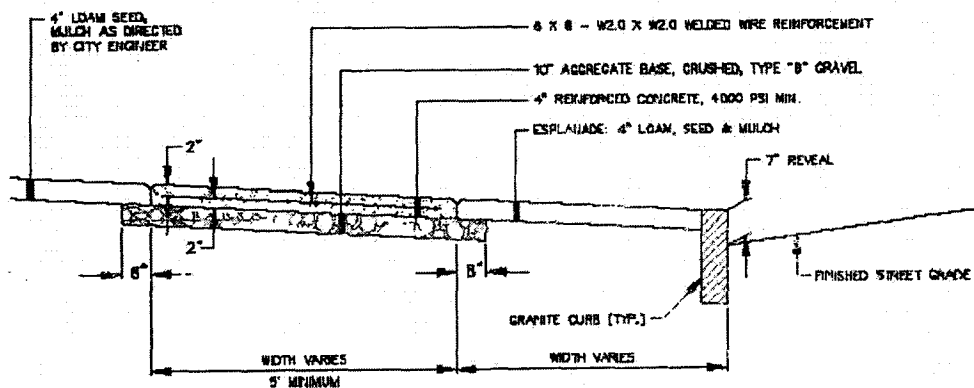 4" LOAM SEED,
MULCH AS DIRECTED
BY CITY ENGINEER
6 X 6 - W2.0 X W2.0 WELDED WIRE REINFORCEMENT
10" AGGREGATE BASE, CRUSHED, TYPE "B" GRAVEL
4" REINFORCED CONCRETE, 4000 PSI MIN.
ESPLANADE: 4" LOAM, SEED & MULCH
2"
7" REVEAL
2"
6"
FINISHED STREET GRADE
GRANITE CURB [TYP.]
WIDTH VARIES
5' MINIMUM
WIDTH VARIES